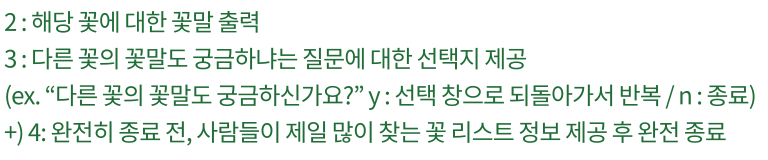 2 : 해당 꽃에 대한 꽃말 출력
3 : 다른 꽃의 꽃말도 궁금하냐는 질문에 대한 선택지 제공
(ex. “다른 꽃의 꽃말도 궁금하신가요?” y : 선택 창으로 되돌아가서 반복 / n : 종료)
+) 4: 완전히 종료 전, 사람들이 제일 많이 찾는 꽃 리스트 정보 제공 후 완전 종료